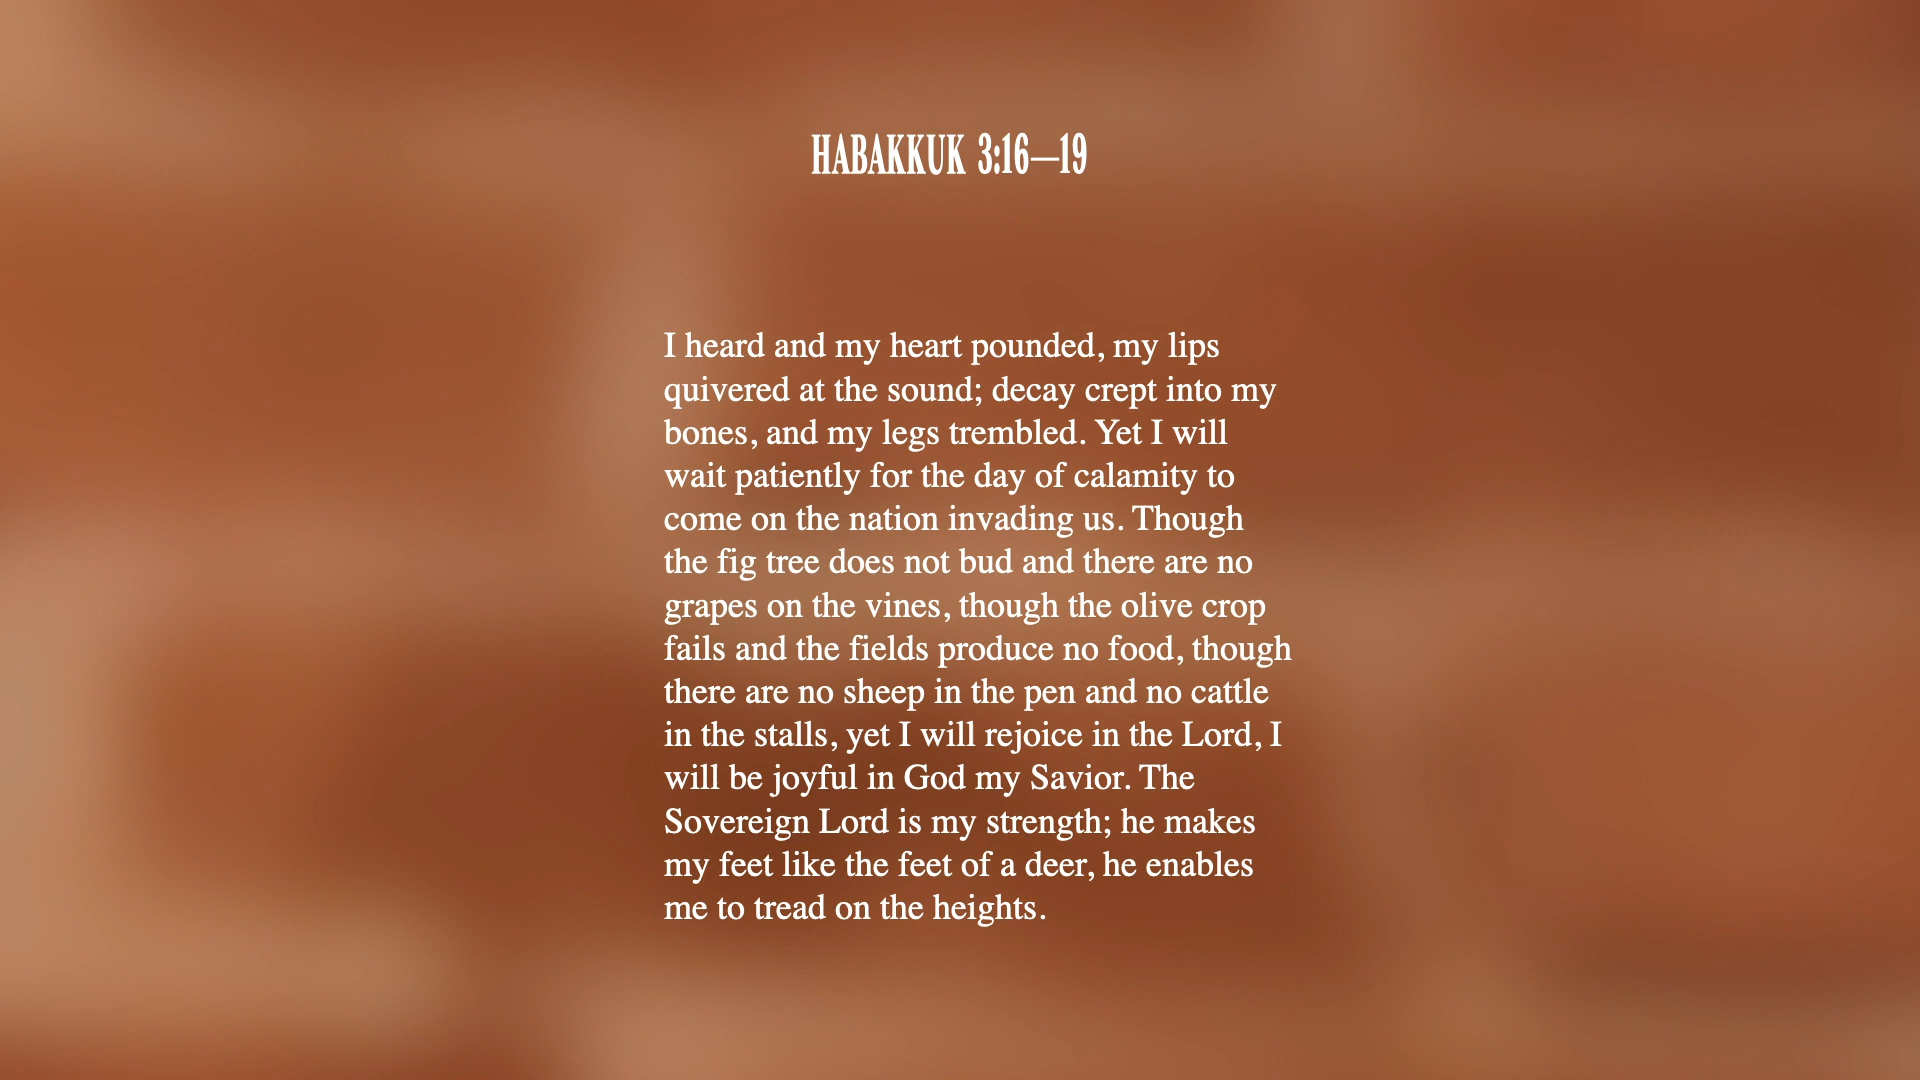 HABAKKUK 3:16—19
I heard and my heart pounded, my lips
quivered at the sound; decay crept into my
bones, and my legs trembled. Yet I will
wait patiently for the day of calamity to
come on the nation invading us. Though
the fig tree does not bud and there are no
grapes on the vines, though the olive crop
fails and the fields produce no food, though
there are no sheep in the pen and no cattle
in the stalls, yet I will rejoice in the Lord, I
will be joyful in God my Savior. The
Sovereign Lord is my strength; he makes
my feet like the feet of a deer, he enables
me to tread on the heights.